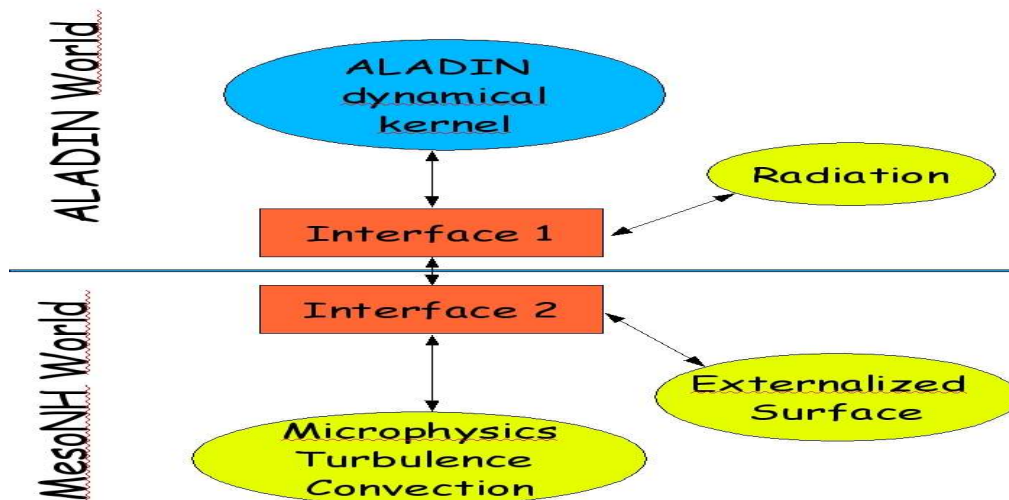 ALADIN World
ALADIN
dynamical
kernel
Radiation
Interface 1
MesoNH World
Interface 2
Externalized
Surface
Microphysics
Turbulence
Convection